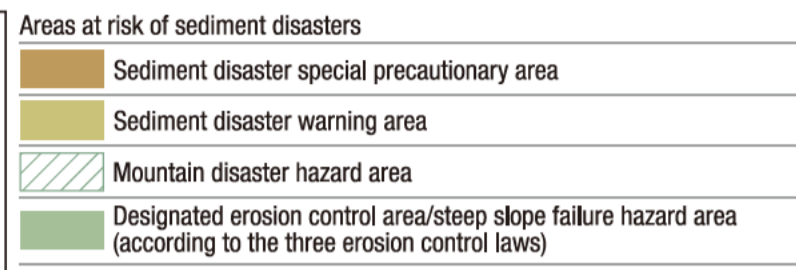 Areas at risk of sediment disasters
Sediment disaster special precautionary area
Sediment disaster warning area
Mountain disaster hazard area
Designated erosion control area/steep slope failure hazard area
(according to the three erosion control laws)